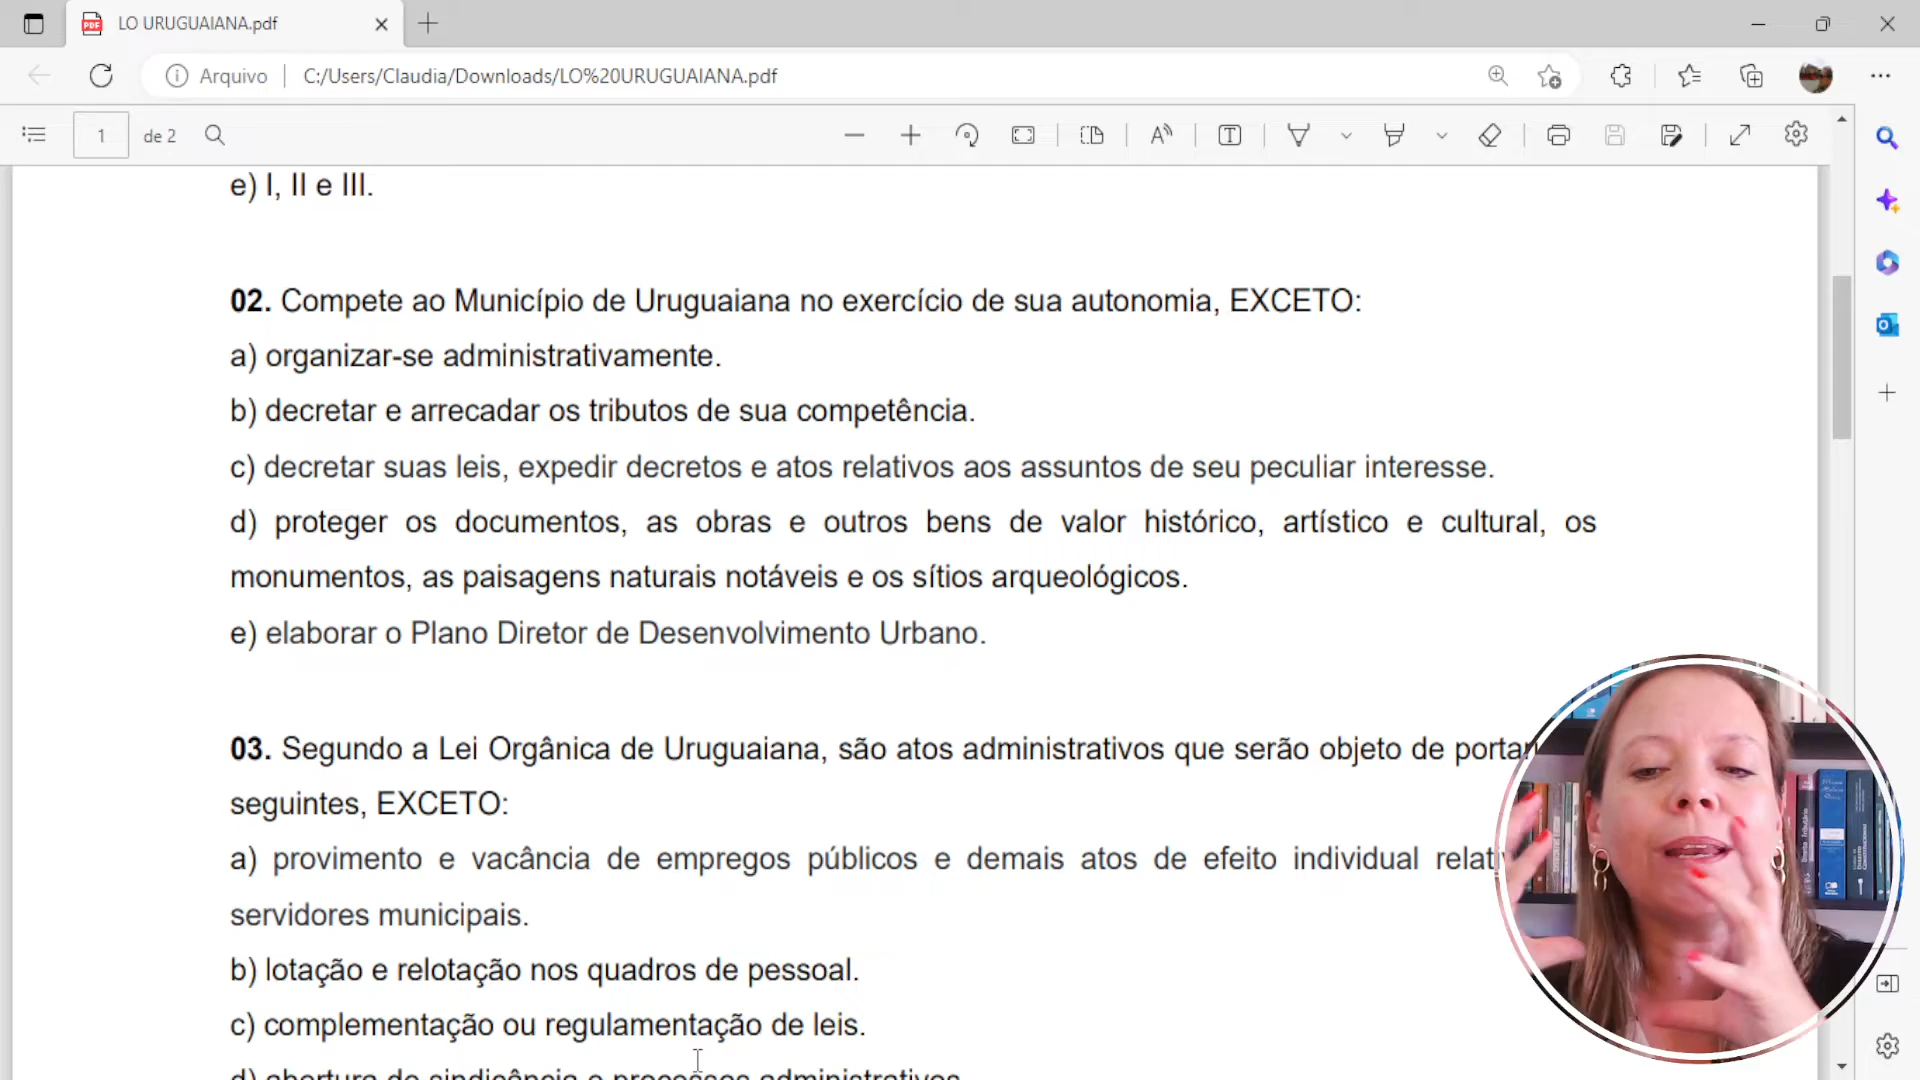 LO URUGUAIANA.pdf
Arquivo
C:/Users/Claudia/Downloads/LO%20URUGUAIANA.pdf
1 de 2
e) I, II e III.
02. Compete ao Município de Uruguaiana no exercício de sua autonomia, EXCETO:
a) organizar-se administrativamente.
b) decretar e arrecadar os tributos de sua competência.
c) decretar suas leis, expedir decretos e atos relativos aos assuntos de seu peculiar interesse.
d) proteger os documentos, as obras e outros bens de valor histórico, artístico e cultural, os
monumentos, as paisagens naturais notáveis e os sítios arqueológicos.
e) elaborar o Plano Diretor de Desenvolvimento Urbano.
03. Segundo a Lei Orgânica de Uruguaiana, são atos administrativos que serão objeto de
seguintes, EXCETO:
a) provimento e vacância de empregos públicos e demais atos de efeito individual
servidores municipais.
b) lotação e relotação nos quadros de pessoal.
c) complementação ou regulamentação de leis.
d) abertura de sindicância e processos administrativos